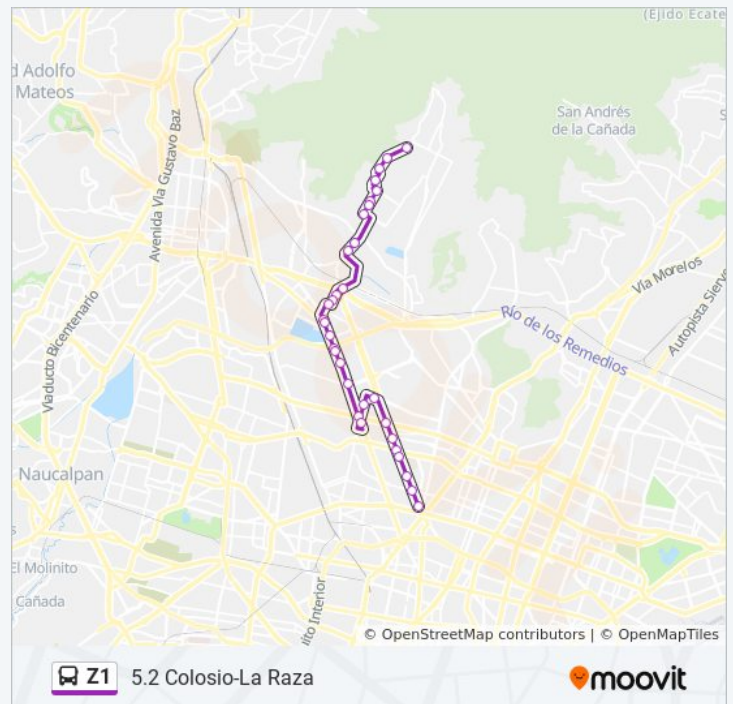 (Ejido Ecate
d Adolfo
Mateos
San Andrés
de la Cañada
Avenida Vía Gustavo Baz
Vía Morelos
Autopista Sierv
Río de los Remedios
Viaducto Bicentenario
Naucalpan
El Molinito
Cañada
ito Interior
© OpenStreetMap contributors | © OpenMapTiles
Z1 5.2 Colosio-La Raza
moovit